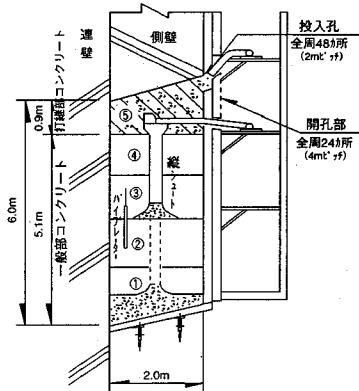 連壁
側壁
投入孔
全周48カ所
(2mピッチ)
開孔部
全周24カ所
(4mピッチ)
打継部コンクリート
0.9m
一般部コンクリート
5.1m
6.0m
⑤
④
③
②
①
縦シュート
バイブレーター
2.0m